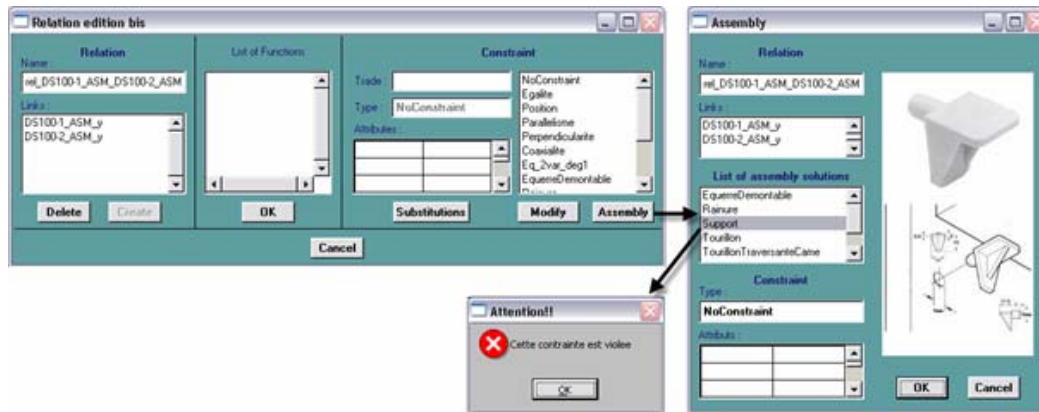 Relation edition bis
Relation
Name :
rel_DS100-1_ASM_DS100-2_ASM
Links :
DS100-1_ASM_y
DS100-2_ASM_y
Delete
Create
List of Functions
OK
Constraint
Trade :
Type :
NoConstraint
Attributes :
NoConstraint
Egalite
Position
Parallelisme
Perpendicularite
Coaxialite
Eq_2var_deg1
EquerreDemontable
Rainure
Substitutions
Modify
Assembly
Cancel
Attention!!
Cette contrainte est violee
OK
Assembly
Relation
Name :
rel_DS100-1_ASM_DS100-2_ASM
Links :
DS100-1_ASM_y
DS100-2_ASM_y
List of assembly solutions
EquerreDemontable
Rainure
Support
Tourillon
TourillonTraversanteCame
Constraint
Type :
NoConstraint
Attributs :
OK
Cancel